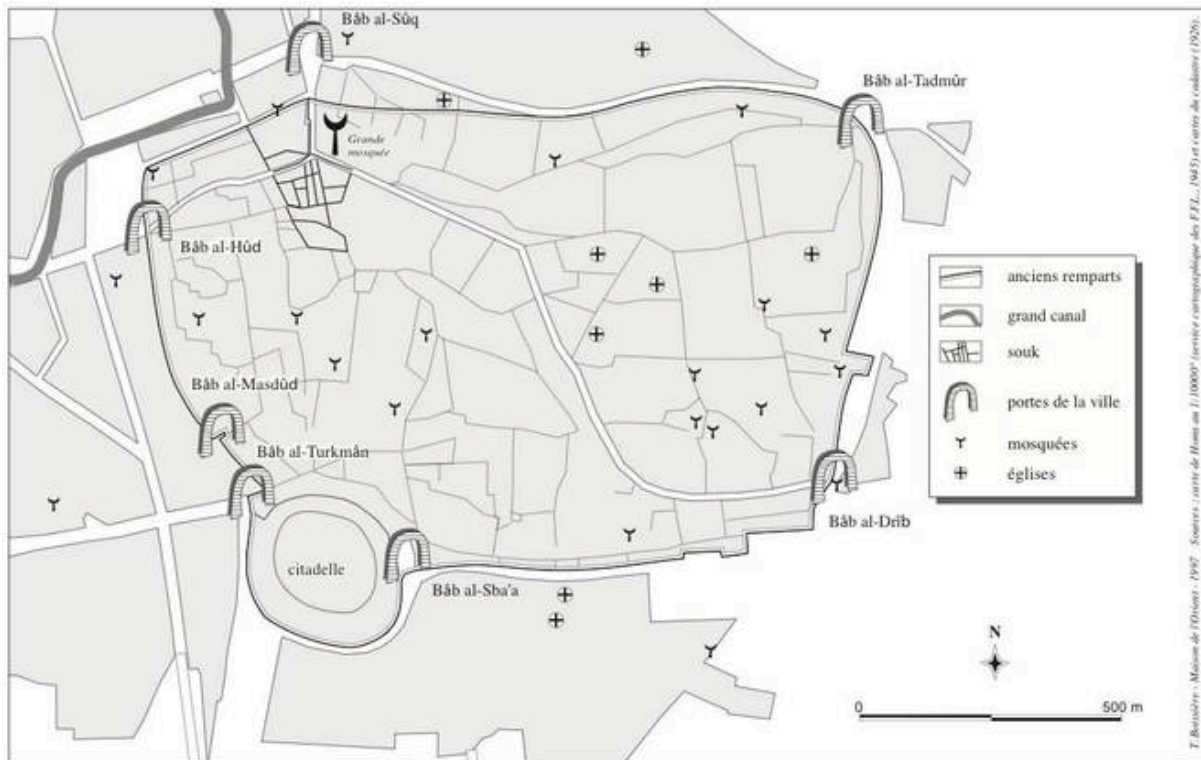 Bâb al-Sûq
Bâb al-Tadmûr
Grande
mosquée
Bâb al-Hûd
Bâb al-Masdûd
Bâb al-Turkmân
citadelle
Bâb al-Sba'a
Bâb al-Drîb
anciens remparts
grand canal
souk
portes de la ville
mosquées
églises
N
0
500 m
T. Boissière - Maison de l'Orient - 1997 Sources : carte de Homs au 1/10000° (service géographique des F.F.L., 1945) et cartes du cadastre (1926).